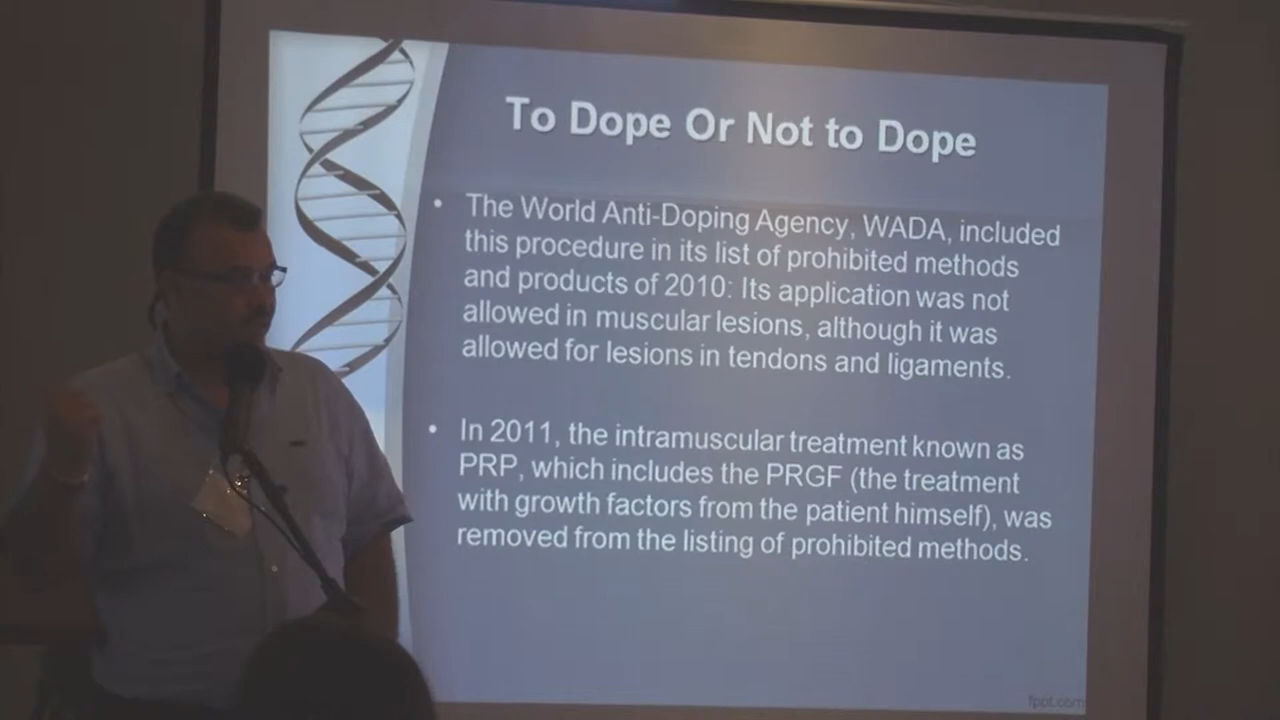 To Dope Or Not to Dope
• The World Anti-Doping Agency, WADA, included
this procedure in its list of prohibited methods
and products of 2010: Its application was not
allowed in muscular lesions, although it was
allowed for lesions in tendons and ligaments.
• In 2011, the intramuscular treatment known as
PRP, which includes the PRGF (the treatment
with growth factors from the patient himself), was
removed from the listing of prohibited methods.
fppt.com